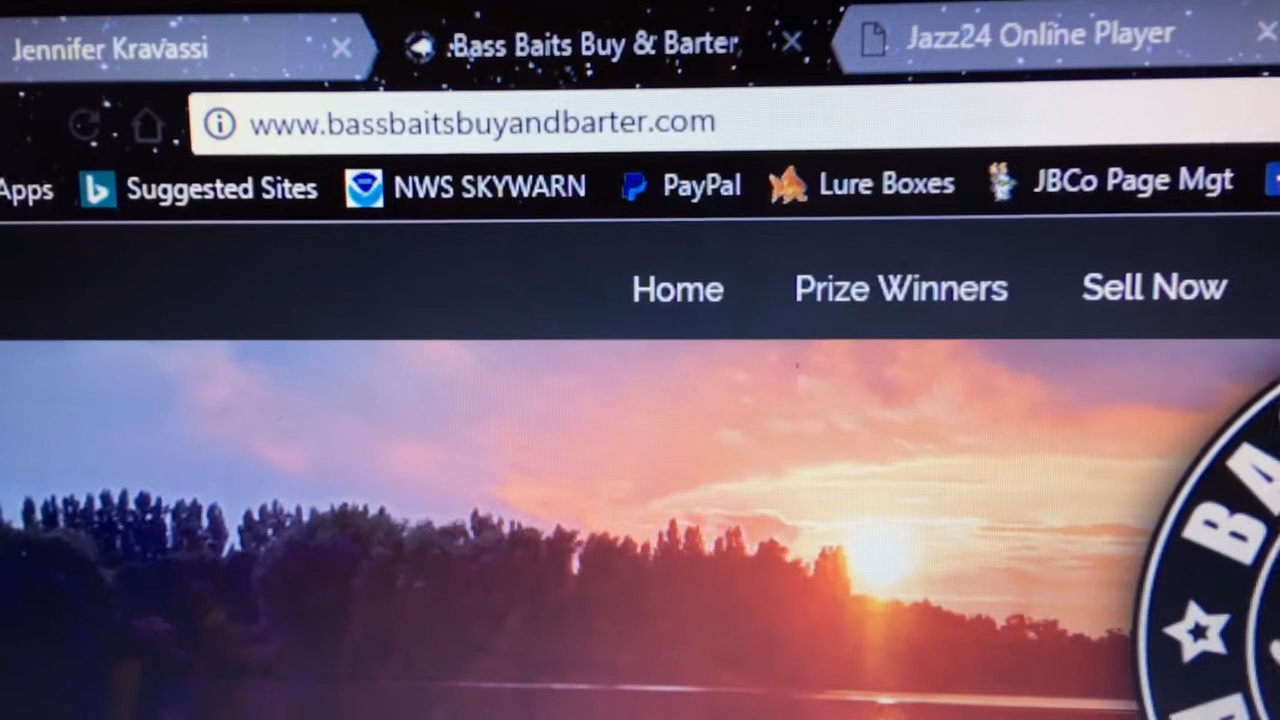 Jennifer Kravassi
Bass Baits Buy & Barter
Jazz24 Online Player
www.bassbaitsbuyandbarter.com
Apps
Suggested Sites
NWS SKYWARN
PayPal
Lure Boxes
JBCo Page Mgt
Home
Prize Winners
Sell Now
BA